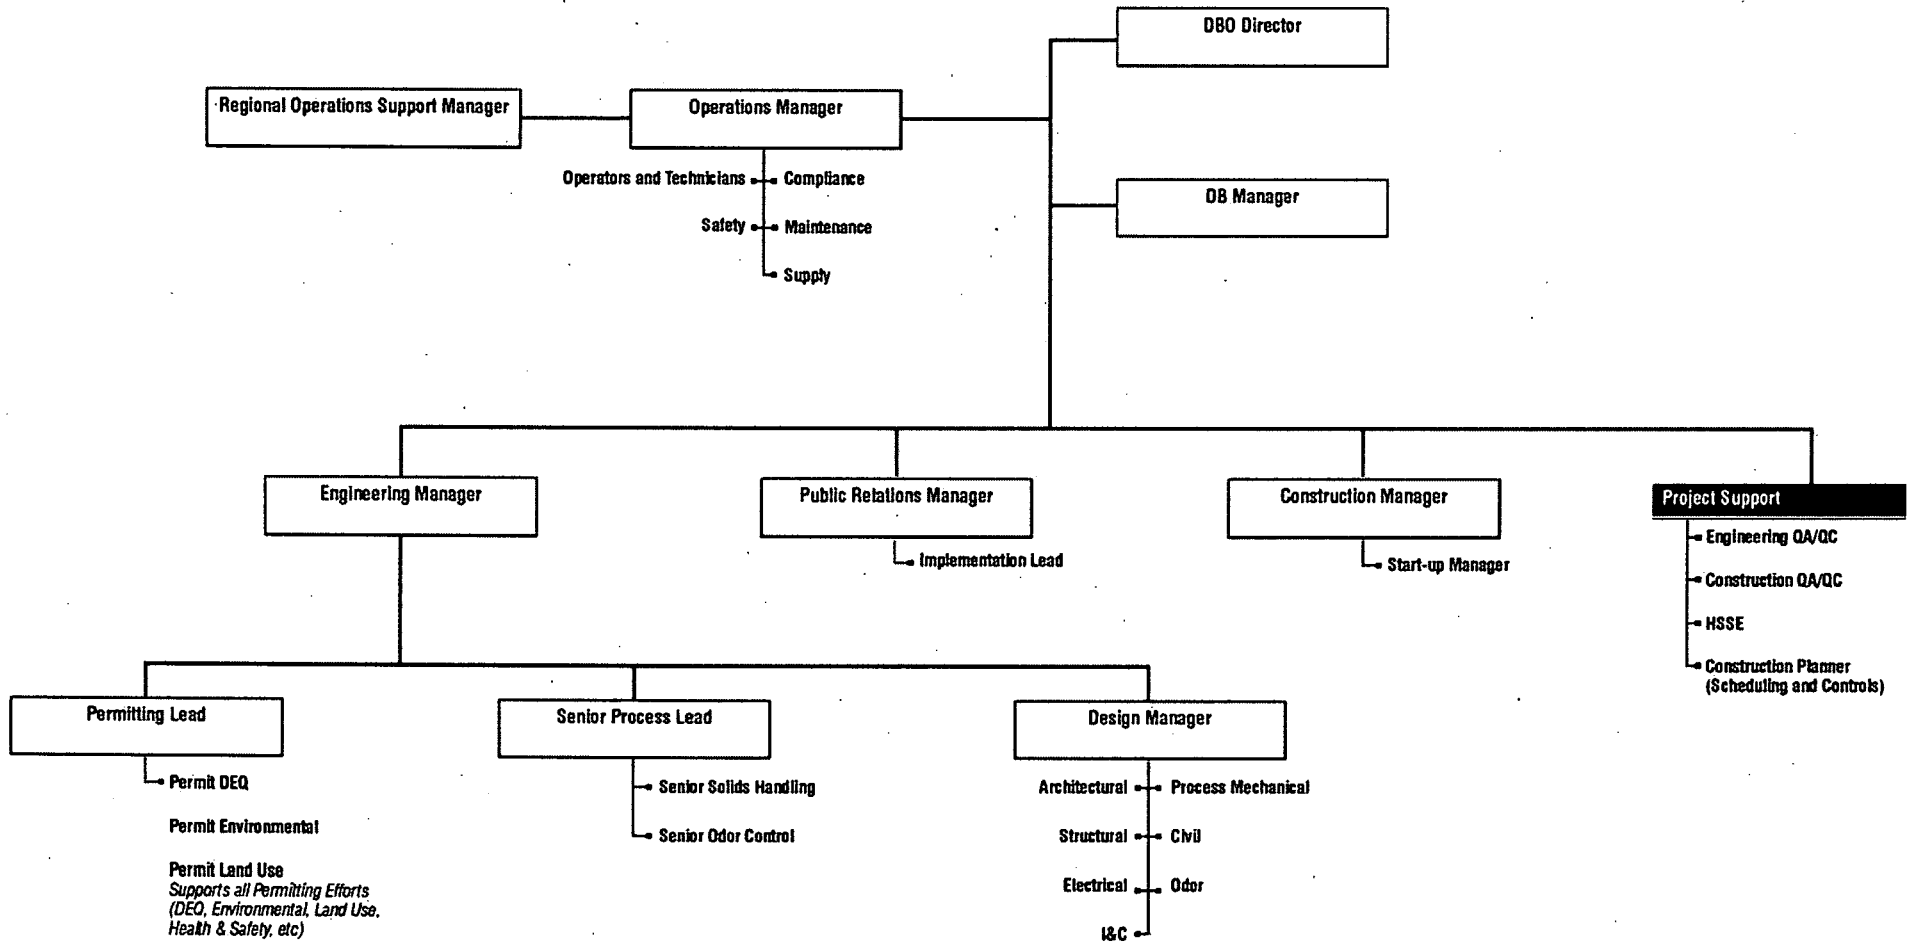 DBO Director
Regional Operations Support Manager
Operations Manager
Operators and Technicians
Compliance
DB Manager
Safety
Maintenance
Supply
Engineering Manager
Public Relations Manager
Construction Manager
Project Support
Implementation Lead
Start-up Manager
Engineering QA/QC
Construction QA/QC
HSSE
Construction Planner
(Scheduling and Controls)
Permitting Lead
Senior Process Lead
Design Manager
Permit DEQ
Permit Environmental
Permit Land Use
Supports all Permitting Efforts
(DEQ, Environmental, Land Use,
Health & Safety, etc)
Senior Solids Handling
Senior Odor Control
Architectural
Process Mechanical
Structural
Civil
Electrical
Odor
I&C